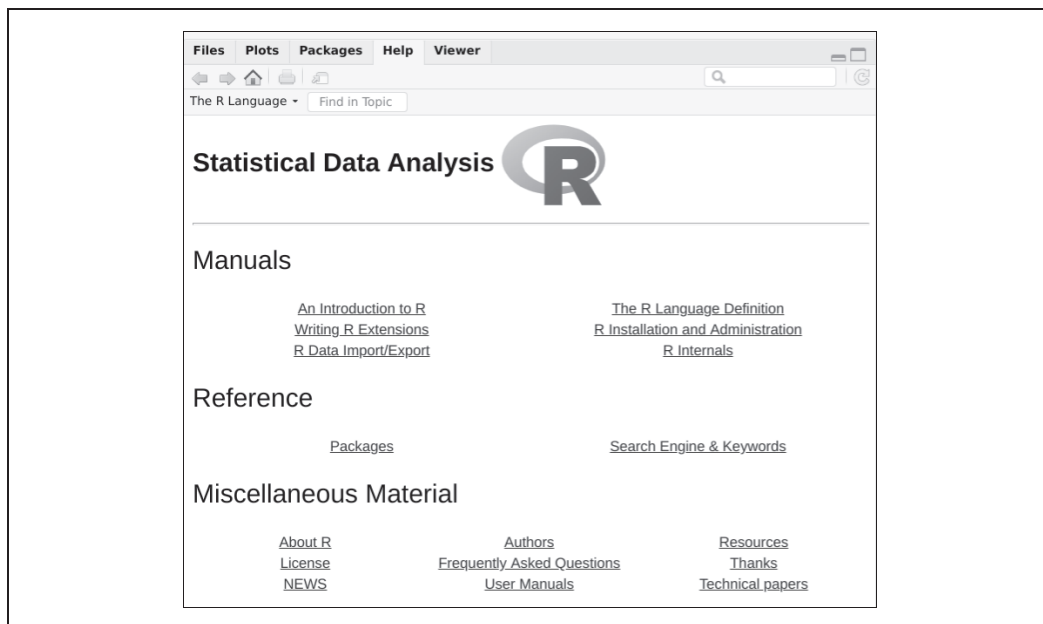 Files Plots Packages Help Viewer
The R Language Find in Topic
Statistical Data Analysis R
Manuals
An Introduction to R The R Language Definition
Writing R Extensions R Installation and Administration
R Data Import/Export R Internals
Reference
Packages Search Engine & Keywords
Miscellaneous Material
About R Authors Resources
License Frequently Asked Questions Thanks
NEWS User Manuals Technical papers